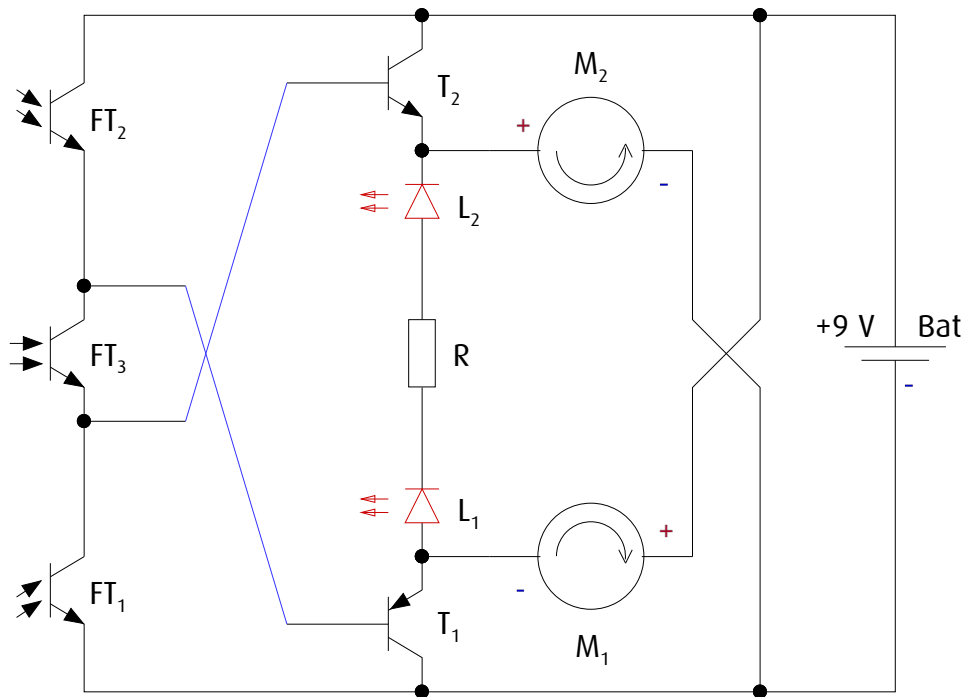 M₂
T₂
FT₂
+
-
L₂
+9 V Bat
FT₃
R
-
L₁
+
FT₁
-
T₁
M₁